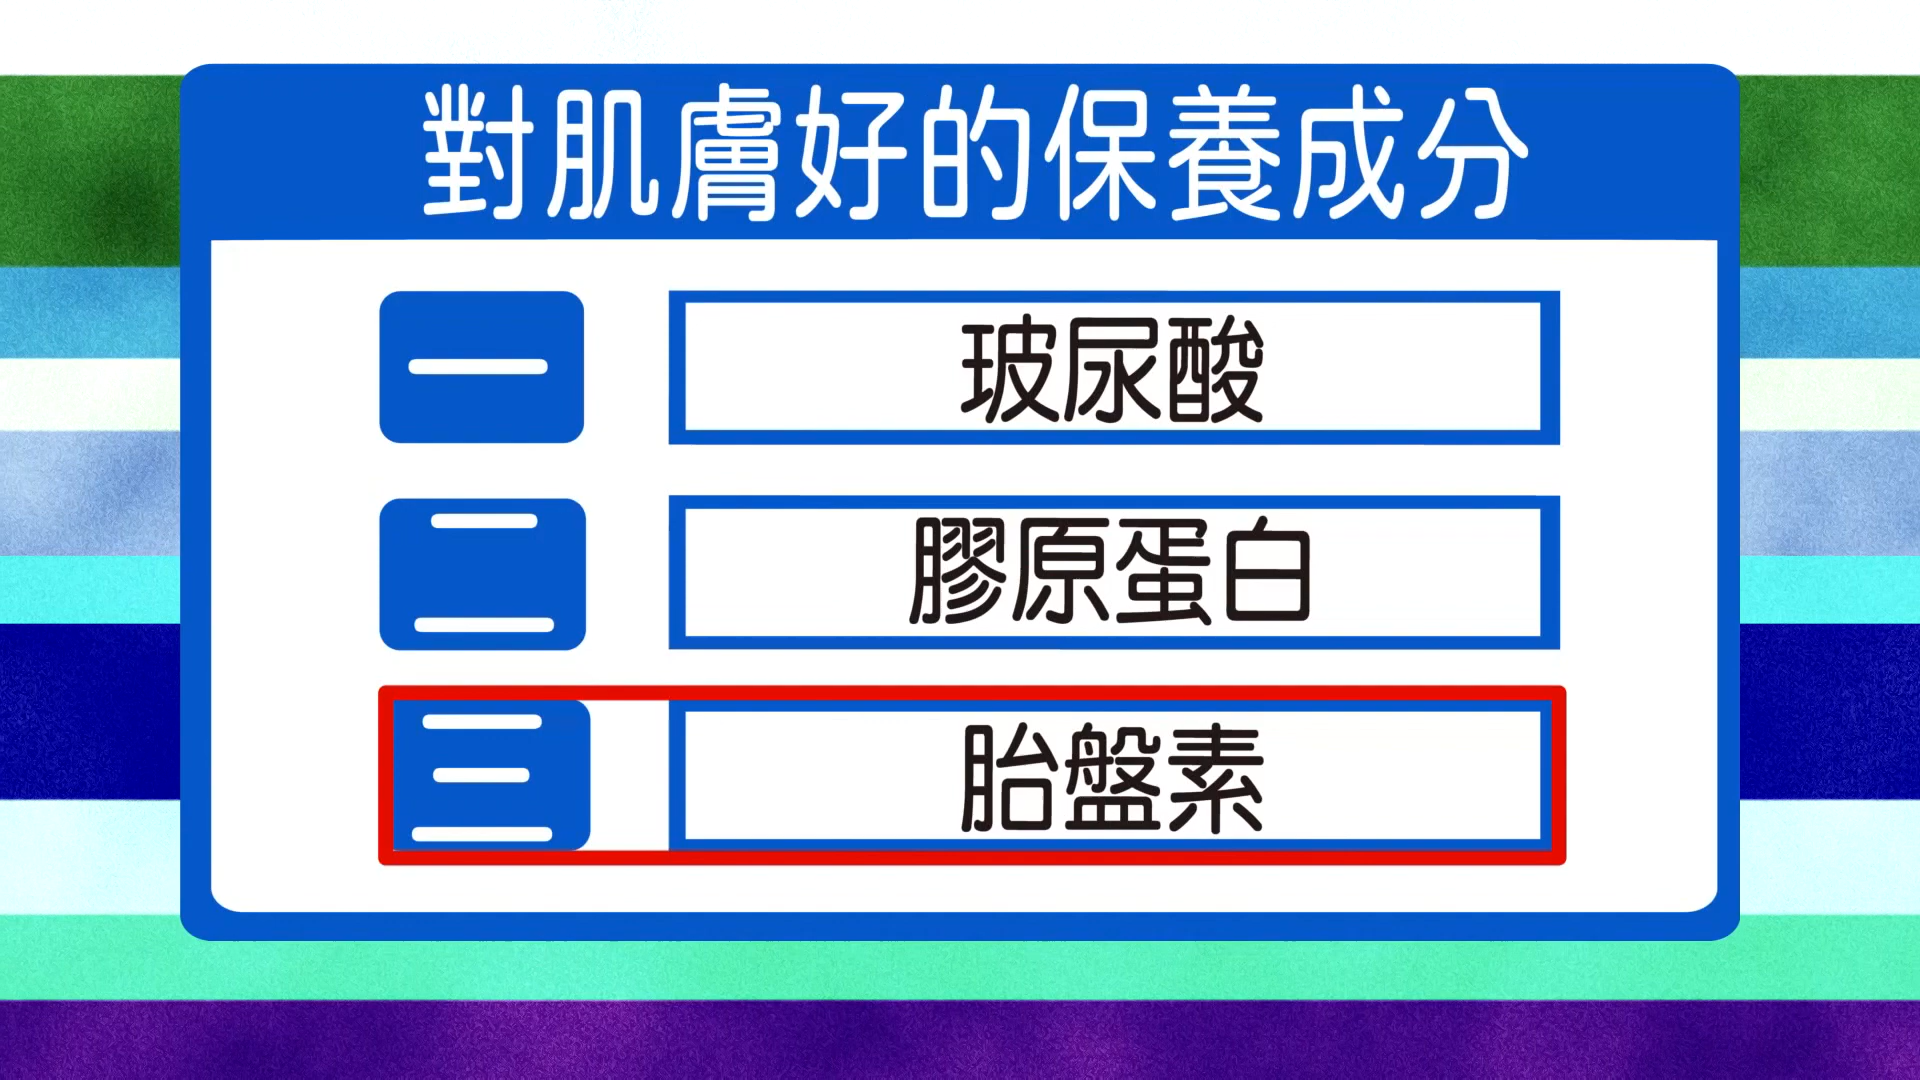 對肌膚好的保養成分
一 玻尿酸
二 膠原蛋白
三 胎盤素